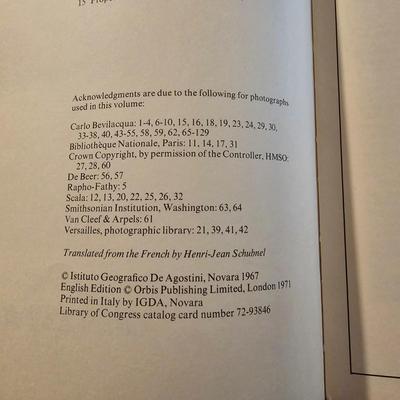 15
Acknowledgments are due to the following for photographs
used in this volume:
Carlo Bevilacqua: 1-4, 6-10, 15, 16, 18, 19, 23, 24, 29, 30,
33-38, 40, 43-55, 58, 59, 62, 65-129
Bibliothèque Nationale, Paris: 11, 14, 17, 31
Crown Copyright, by permission of the Controller, HMSO:
27, 28, 60
De Beer: 56, 57
Rapho-Fathy: 5
Scala: 12, 13, 20, 22, 25, 26, 32
Smithsonian Institution, Washington: 63, 64
Van Cleef & Arpels: 61
Versailles, photographic library: 21, 39, 41, 42
Translated from the French by Henri-Jean Schubnel
© Istituto Geografico De Agostini, Novara 1967
English Edition © Orbis Publishing Limited, London 1971
Printed in Italy by IGDA, Novara
Library of Congress catalog card number 72-93846